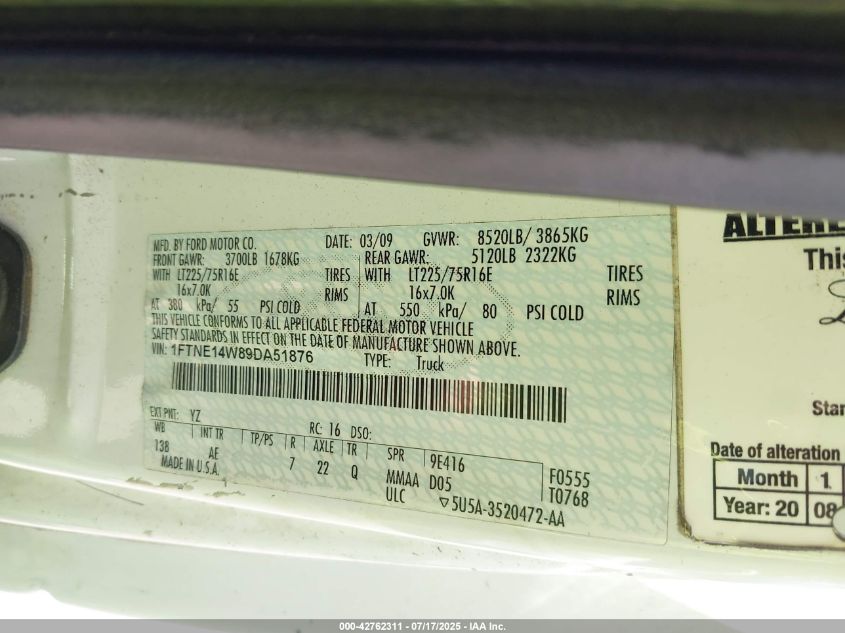 MFD. BY FORD MOTOR CO. DATE: 03/09 GVWR: 8520LB/ 3865KG
FRONT GAWR: 3700LB 1678KG REAR GAWR: 5120LB 2322KG
WITH LT225/75R16E TIRES WITH LT225/75R16E TIRES
16x7.0K RIMS 16x7.0K RIMS
AT 380 kPa/ 55 PSI COLD AT 550 kPa/ 80 PSI COLD
THIS VEHICLE CONFORMS TO ALL APPLICABLE FEDERAL MOTOR VEHICLE
SAFETY STANDARDS IN EFFECT ON THE DATE OF MANUFACTURE SHOWN ABOVE.
VIN: 1FTNE14W89DA51876 TYPE: Truck
EXT PNT: YZ RC: 16 DSO:
WB INT TR TP/PS R AXLE TR SPR 9E416 F0555
138 AE 7 22 Q MMAA D05 T0768
MADE IN U.S.A. ULC ▽5U5A-3520472-AA
ALTERE
This
Star
Date of alteration
Month 1
Year: 20 08
000-42762311 - 07/17/2025 - IAA Inc.